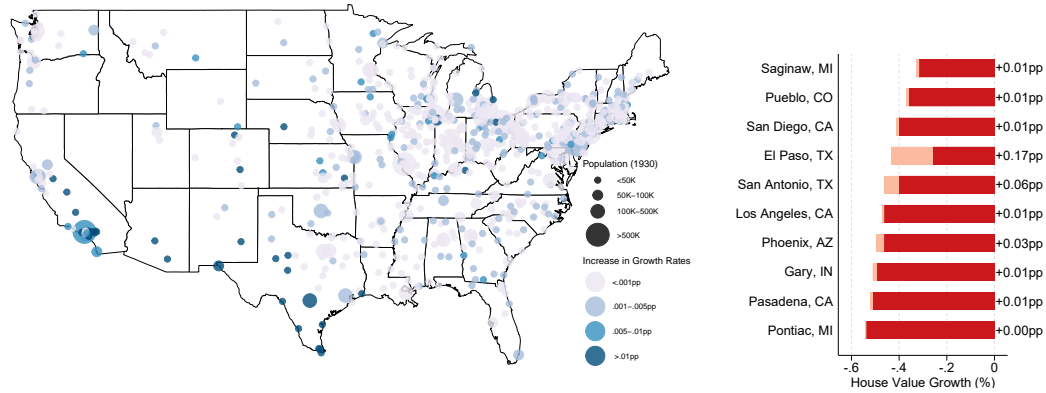 Population (1930)
<50K
50K–100K
100K–500K
>500K
Increase in Growth Rates
<.001pp
.001–.005pp
.005–.01pp
>.01pp
Saginaw, MI +0.01pp
Pueblo, CO +0.01pp
San Diego, CA +0.01pp
El Paso, TX +0.17pp
San Antonio, TX +0.06pp
Los Angeles, CA +0.01pp
Phoenix, AZ +0.03pp
Gary, IN +0.01pp
Pasadena, CA +0.01pp
Pontiac, MI +0.00pp
-.6 -.4 -.2 0
House Value Growth (%)